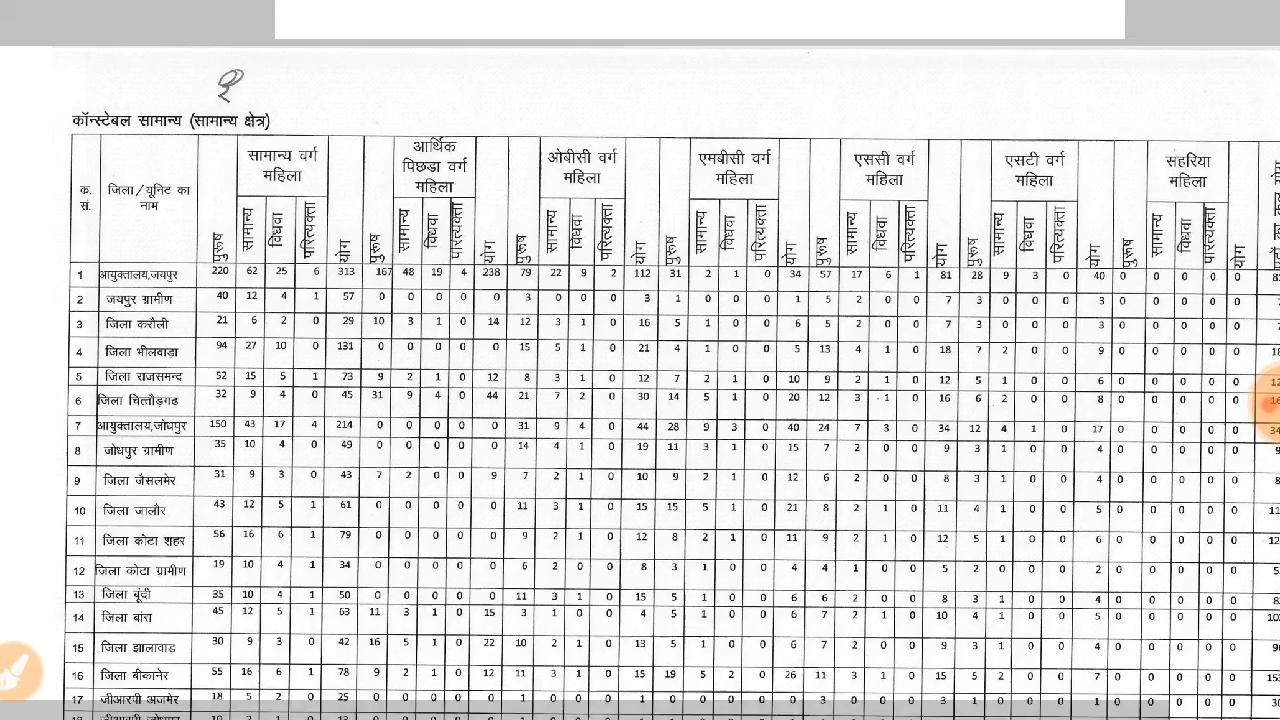 १
कॉन्स्टेबल सामान्य (सामान्य क्षेत्र)
क. सं. जिला/यूनिट का नाम पुरूष सामान्य वर्ग महिला सामान्य विधवा परित्यक्ता योग पुरूष आर्थिक पिछडा वर्ग महिला सामान्य विधवा परित्यक्ता योग पुरूष ओबीसी वर्ग महिला सामान्य विधवा परित्यक्ता योग पुरूष एमबीसी वर्ग महिला सामान्य विधवा परित्यक्ता योग पुरूष एससी वर्ग महिला सामान्य विधवा परित्यक्ता योग पुरूष एसटी वर्ग महिला सामान्य विधवा परित्यक्ता योग पुरूष सहरिया महिला सामान्य विधवा परित्यक्ता योग
1 आयुक्तालय,जयपुर 220 62 25 6 313 167 48 19 4 238 79 22 9 2 112 31 2 1 0 34 57 17 6 1 81 28 9 3 0 40 0 0 0 0 0
2 जयपुर ग्रामीण 40 12 4 1 57 0 0 0 0 0 3 0 0 0 3 1 0 0 0 1 5 2 0 0 7 3 0 0 0 3 0 0 0 0 0
3 जिला करौली 21 6 2 0 29 10 3 1 0 14 12 3 1 0 16 5 1 0 0 6 5 2 0 0 7 3 0 0 0 3 0 0 0 0 0
4 जिला भीलवाड़ा 94 27 10 0 131 0 0 0 0 0 15 5 1 0 21 4 1 0 0 5 13 4 1 0 18 7 2 0 0 9 0 0 0 0 0
5 जिला राजसमन्द 52 15 5 1 73 9 2 1 0 12 8 3 1 0 12 7 2 1 0 10 9 2 1 0 12 5 1 0 0 6 0 0 0 0 0
6 जिला चित्तौड़गढ 32 9 4 0 45 31 9 4 0 44 21 7 2 0 30 14 5 1 0 20 12 3 1 0 16 6 2 0 0 8 0 0 0 0 0
7 आयुक्तालय,जोधपुर 150 43 17 4 214 0 0 0 0 0 31 9 4 0 44 28 9 3 0 40 24 7 3 0 34 12 4 1 0 17 0 0 0 0 0
8 जोधपुर ग्रामीण 35 10 4 0 49 0 0 0 0 0 14 4 1 0 19 11 3 1 0 15 7 2 0 0 9 3 1 0 0 4 0 0 0 0 0
9 जिला जैसलमेर 31 9 3 0 43 7 2 0 0 9 7 2 1 0 10 9 2 1 0 12 6 2 0 0 8 3 1 0 0 4 0 0 0 0 0
10 जिला जालौर 43 12 5 1 61 0 0 0 0 0 11 3 1 0 15 15 5 1 0 21 8 2 1 0 11 4 1 0 0 5 0 0 0 0 0
11 जिला कोटा शहर 56 16 6 1 79 0 0 0 0 0 9 2 1 0 12 8 2 1 0 11 9 2 1 0 12 5 1 0 0 6 0 0 0 0 0
12 जिला कोटा ग्रामीण 19 10 4 1 34 0 0 0 0 0 6 2 0 0 8 3 1 0 0 4 4 1 0 0 5 2 0 0 0 2 0 0 0 0 0
13 जिला बूंदी 35 10 4 1 50 0 0 0 0 0 11 3 1 0 15 5 1 0 0 6 6 2 0 0 8 3 1 0 0 4 0 0 0 0 0
14 जिला बांरा 45 12 5 1 63 11 3 1 0 15 3 1 0 0 4 5 1 0 0 6 7 2 1 0 10 4 1 0 0 5 0 0 0 0 0
15 जिला झालावाड़ 30 9 3 0 42 16 5 1 0 22 10 2 1 0 13 5 1 0 0 6 7 2 0 0 9 3 1 0 0 4 0 0 0 0 0
16 जिला बीकानेर 55 16 6 1 78 9 2 1 0 12 11 3 1 0 15 19 5 2 0 26 11 3 1 0 15 5 2 0 0 7 0 0 0 0 0
17 जीआरपी अजमेर 18 5 2 0 25 0 0 0 0 0 1 0 0 0 1 0 0 0 0 0 3 0 0 0 3 1 0 0 0 1 0 0 0 0 0